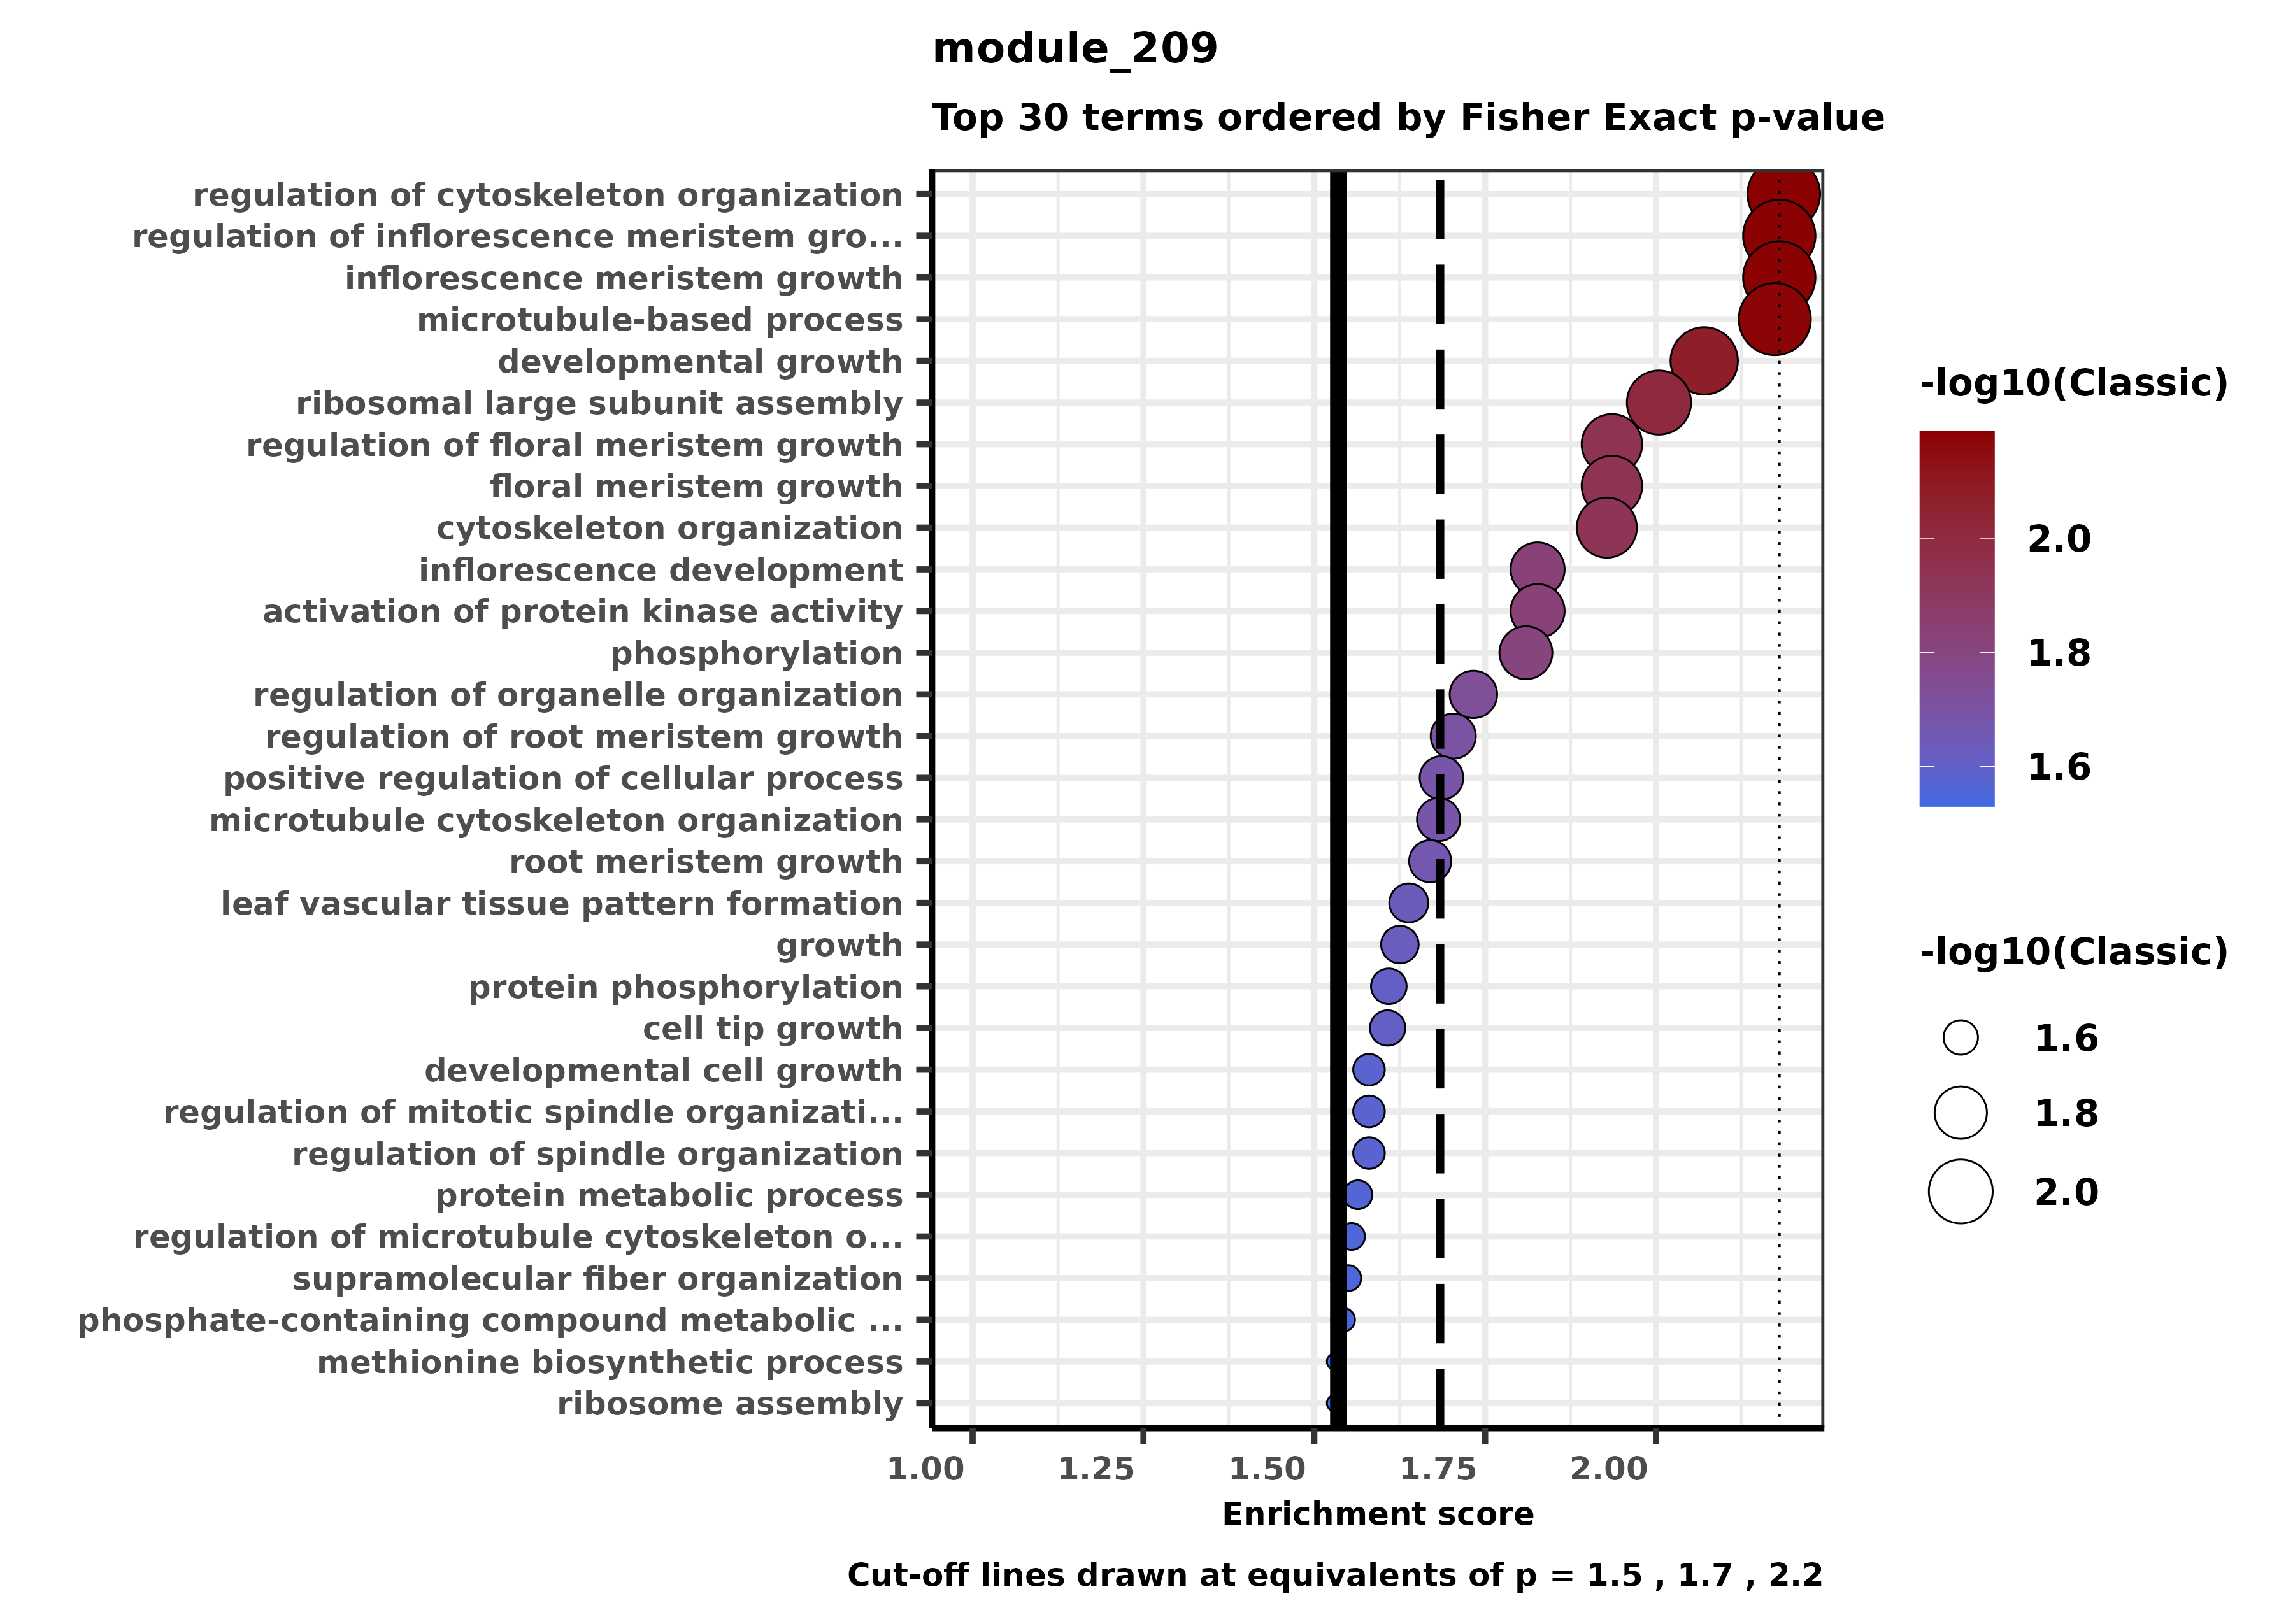 module_209
Top 30 terms ordered by Fisher Exact p-value
regulation of cytoskeleton organization
regulation of inflorescence meristem gro...
inflorescence meristem growth
microtubule-based process
developmental growth
ribosomal large subunit assembly
regulation of floral meristem growth
floral meristem growth
cytoskeleton organization
inflorescence development
activation of protein kinase activity
phosphorylation
regulation of organelle organization
regulation of root meristem growth
positive regulation of cellular process
microtubule cytoskeleton organization
root meristem growth
leaf vascular tissue pattern formation
growth
protein phosphorylation
cell tip growth
developmental cell growth
regulation of mitotic spindle organizati...
regulation of spindle organization
protein metabolic process
regulation of microtubule cytoskeleton o...
supramolecular fiber organization
phosphate-containing compound metabolic ...
methionine biosynthetic process
ribosome assembly
1.00 1.25 1.50 1.75 2.00
Enrichment score
Cut-off lines drawn at equivalents of p = 1.5 , 1.7 , 2.2
-log10(Classic)
2.0
1.8
1.6
-log10(Classic)
1.6
1.8
2.0